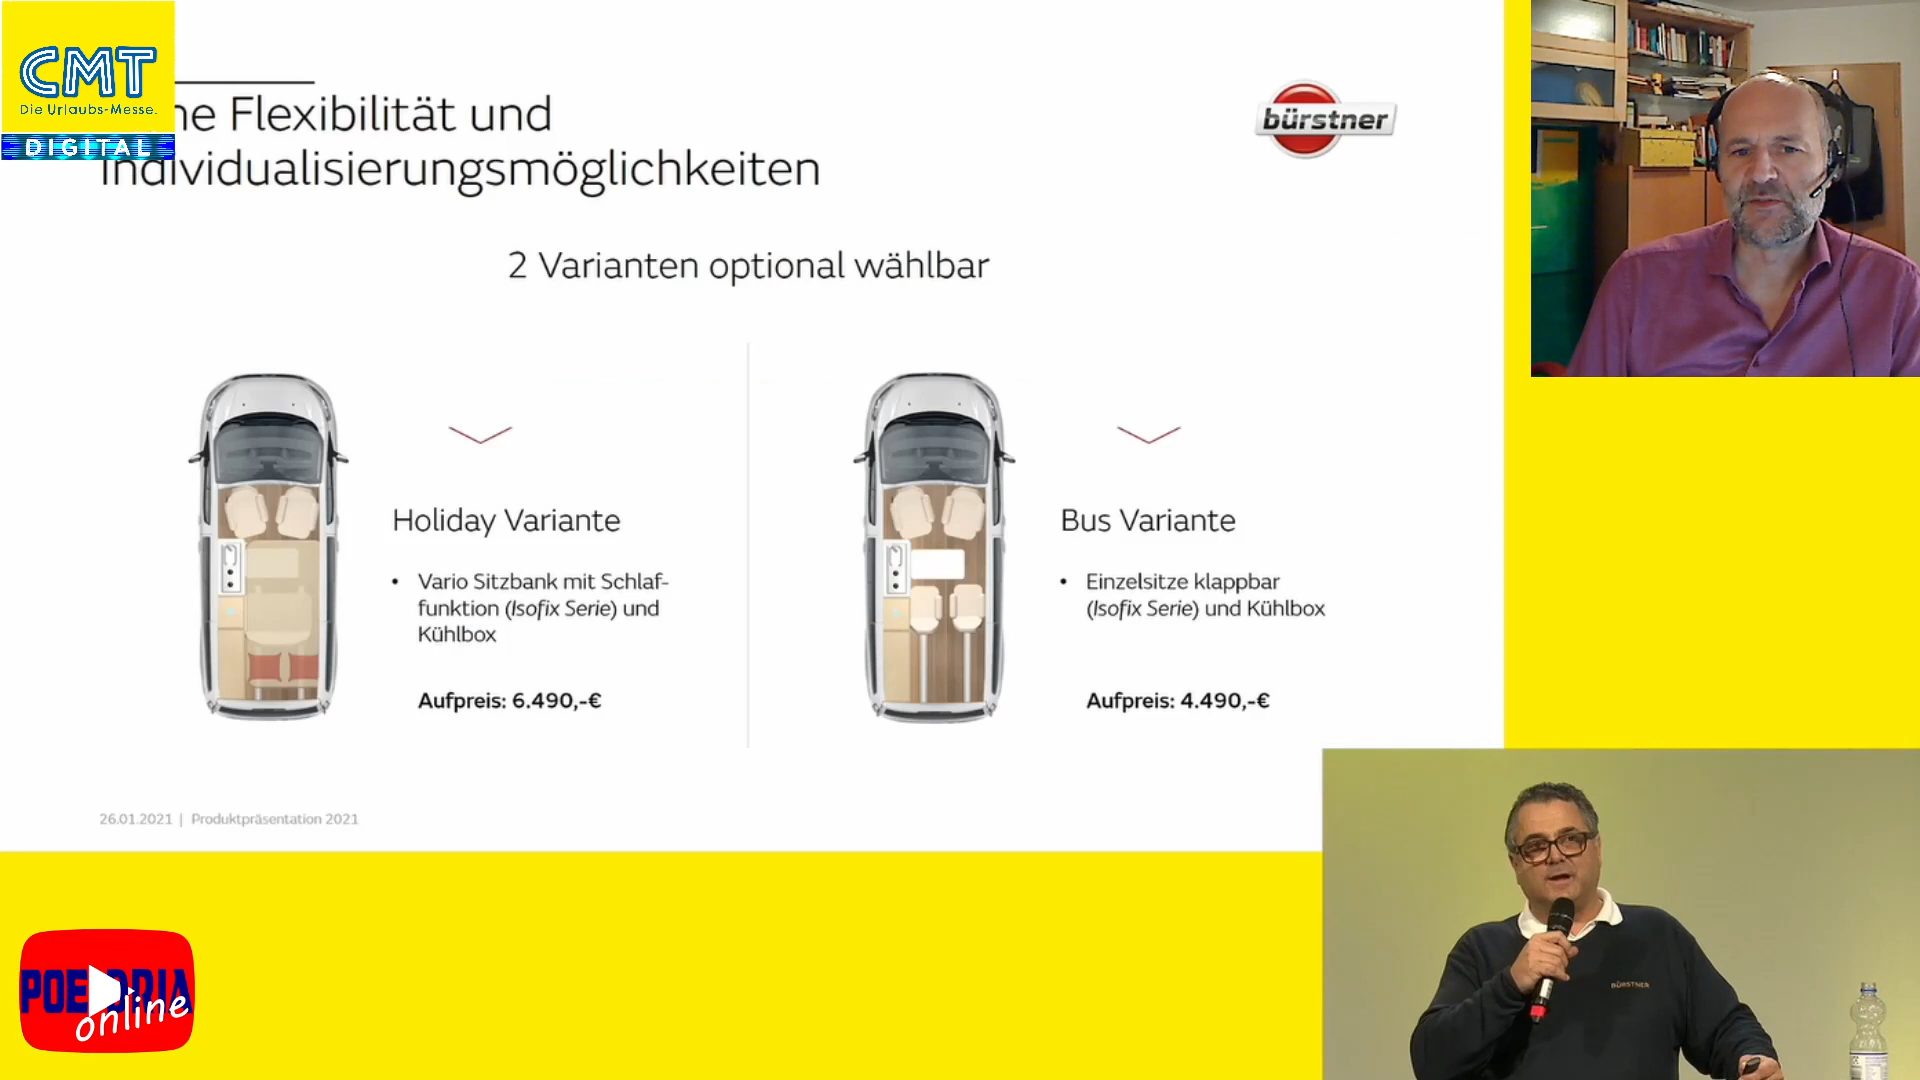 CMT
Die Urlaubs-Messe.
DIGITAL
ne Flexibilität und
Individualisierungsmöglichkeiten
bürstner
2 Varianten optional wählbar
Holiday Variante
• Vario Sitzbank mit Schlaf-
funktion (Isofix Serie) und
Kühlbox
Aufpreis: 6.490,-€
Bus Variante
• Einzelsitze klappbar
(Isofix Serie) und Kühlbox
Aufpreis: 4.490,-€
26.01.2021 | Produktpräsentation 2021
BÜRSTNER
online